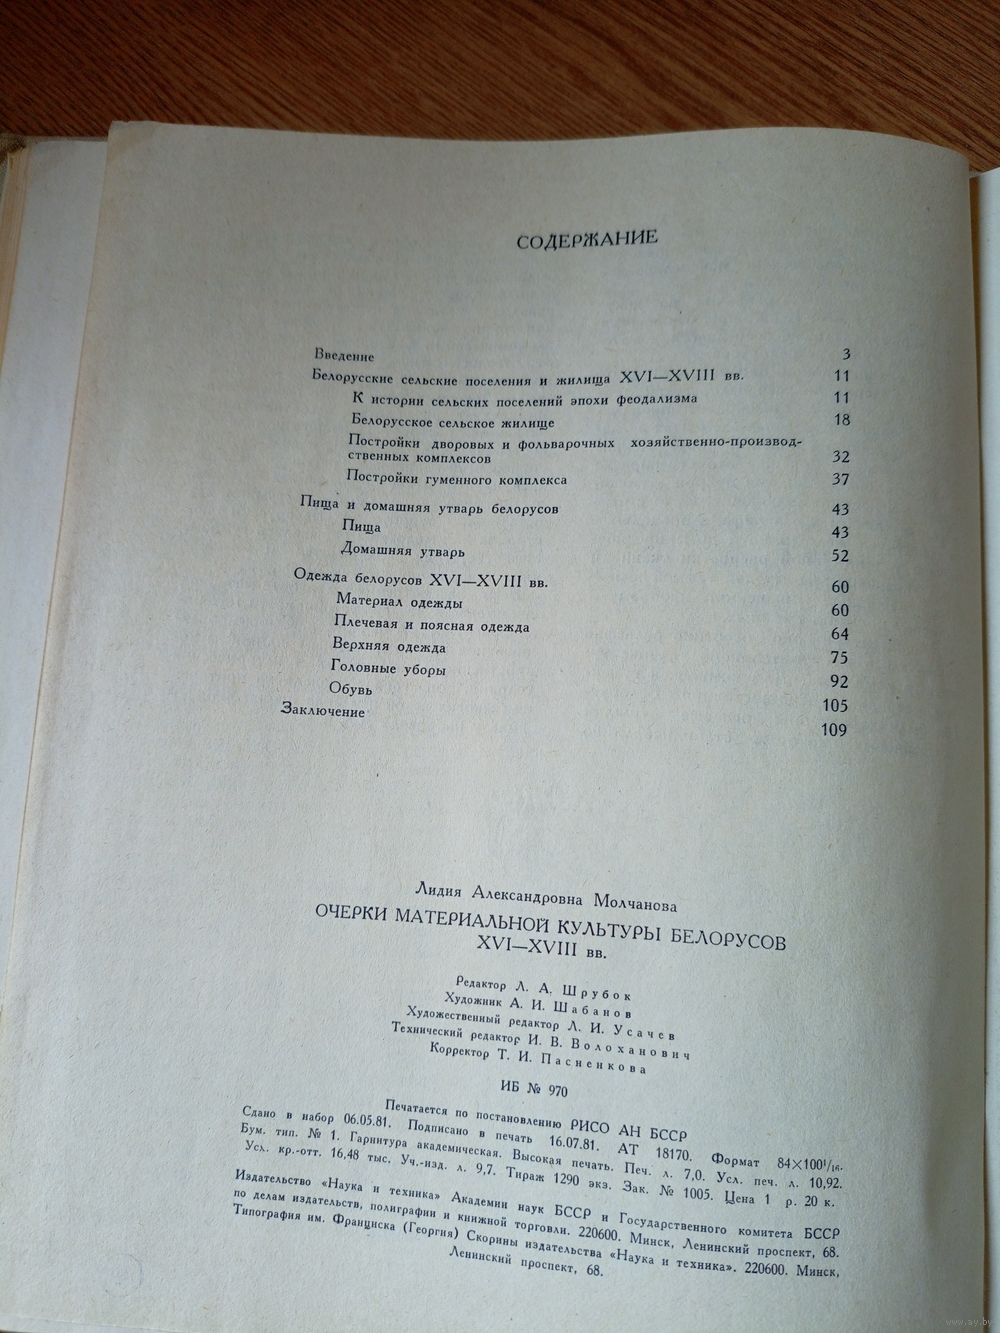 СОДЕРЖАНИЕ
Введение 3
Белорусские сельские поселения и жилища XVI—XVIII вв. 11
К истории сельских поселений эпохи феодализма 11
Белорусское сельское жилище 18
Постройки дворовых и фольварочных хозяйственно-производ-
ственных комплексов 32
Постройки гуменного комплекса 37
Пища и домашняя утварь белорусов 43
Пища 43
Домашняя утварь 52
Одежда белорусов XVI—XVIII вв. 60
Материал одежды 60
Плечевая и поясная одежда 64
Верхняя одежда 75
Головные уборы 92
Обувь 105
Заключение 109
Лидия Александровна Молчанова
ОЧЕРКИ МАТЕРИАЛЬНОЙ КУЛЬТУРЫ БЕЛОРУСОВ
XVI—XVIII вв.
Редактор Л. А. Шрубок
Художник А. И. Шабанов
Художественный редактор Л. И. Усачев
Технический редактор И. В. Волоханович
Корректор Т. И. Пасненкова
ИБ № 970
Печатается по постановлению РИСО АН БССР
Сдано в набор 06.05.81. Подписано в печать 16.07.81. АТ 18170. Формат 84×100¹/₁₆.
Бум. тип. № 1. Гарнитура академическая. Высокая печать. Печ. л. 7,0. Усл. печ. л. 10,92.
Усл. кр.-отт. 16,48 тыс. Уч.-изд. л. 9,7. Тираж 1290 экз. Зак. № 1005. Цена 1 р. 20 к.
Издательство «Наука и техника» Академии наук БССР и Государственного комитета БССР
по делам издательств, полиграфии и книжной торговли. 220600. Минск, Ленинский проспект, 68.
Типография им. Франциска (Георгия) Скорины издательства «Наука и техника». 220600. Минск,
Ленинский проспект, 68.
www.ay.by